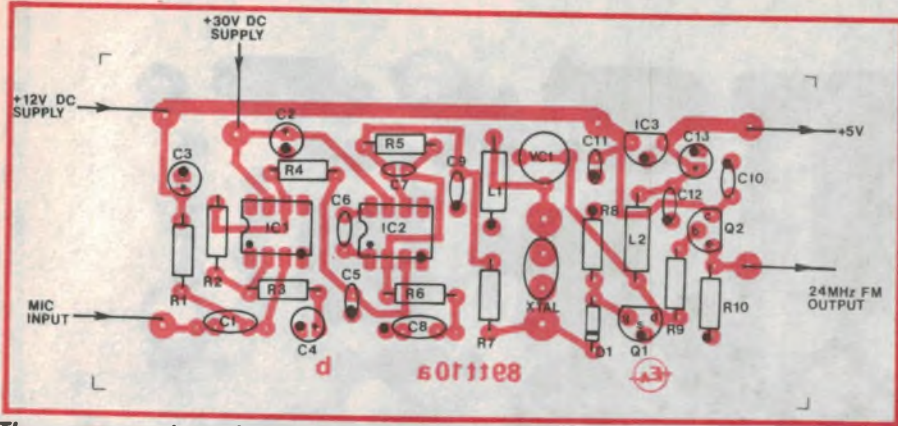 +30V DC
SUPPLY
+12V DC
SUPPLY
C2
IC3
C11
C13
+5V
C3
R5
R4
C9
VC1
C7
L1
C10
C12
R8
C6
IC1
IC2
L2
Q2
R2
R1
R3
C5
R6
XTAL
R9
R10
24MHz FM
OUTPUT
MIC
INPUT
C1
C4
C8
R7
D1
g
s
d
Q1
b
89tt10a
EA